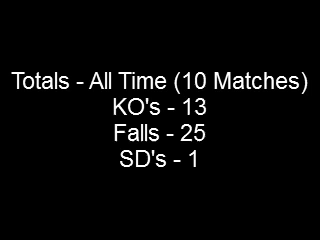 Totals - All Time (10 Matches)
KO's - 13
Falls - 25
SD's - 1